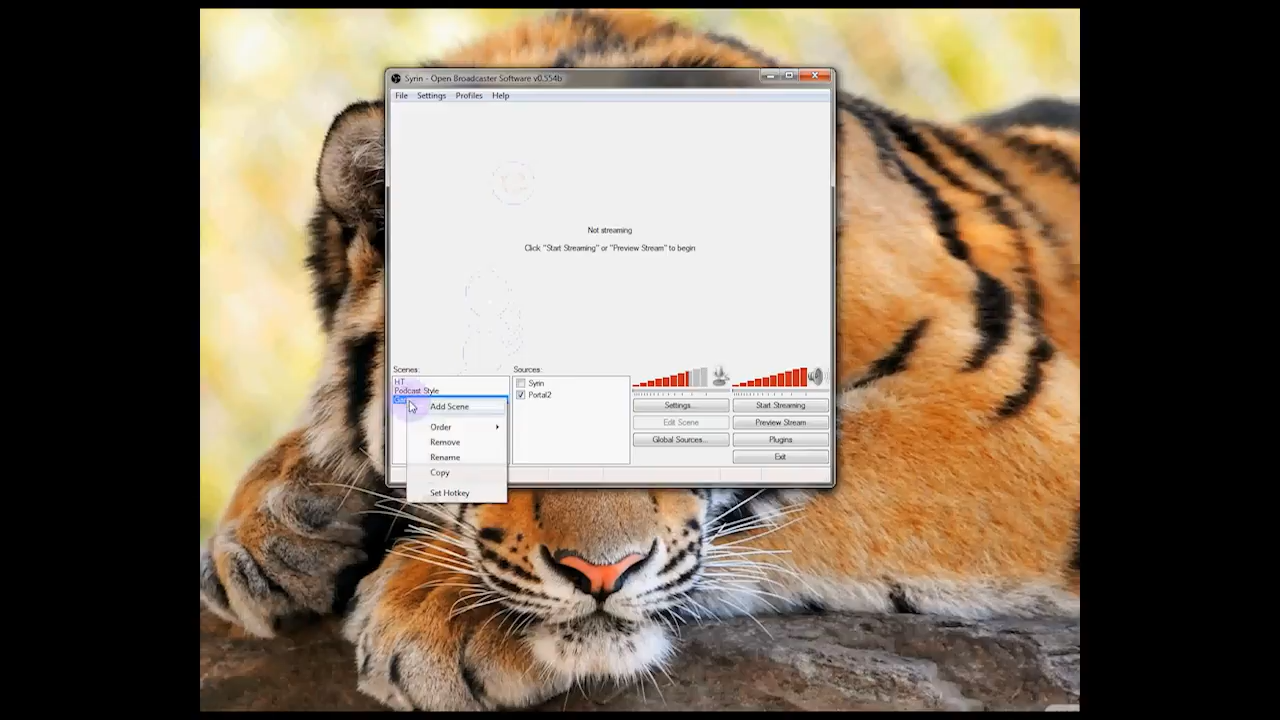 Syrin - Open Broadcaster Software v0.554b
File Settings Profiles Help
Not streaming
Click "Start Streaming" or "Preview Stream" to begin
Scenes:
Sources:
HT
Podcast Style
Syrin
Portal2
Add Scene
Order
Remove
Rename
Copy
Set Hotkey
Settings...
Start Streaming
Edit Scene
Preview Stream
Global Sources...
Plugins
Exit